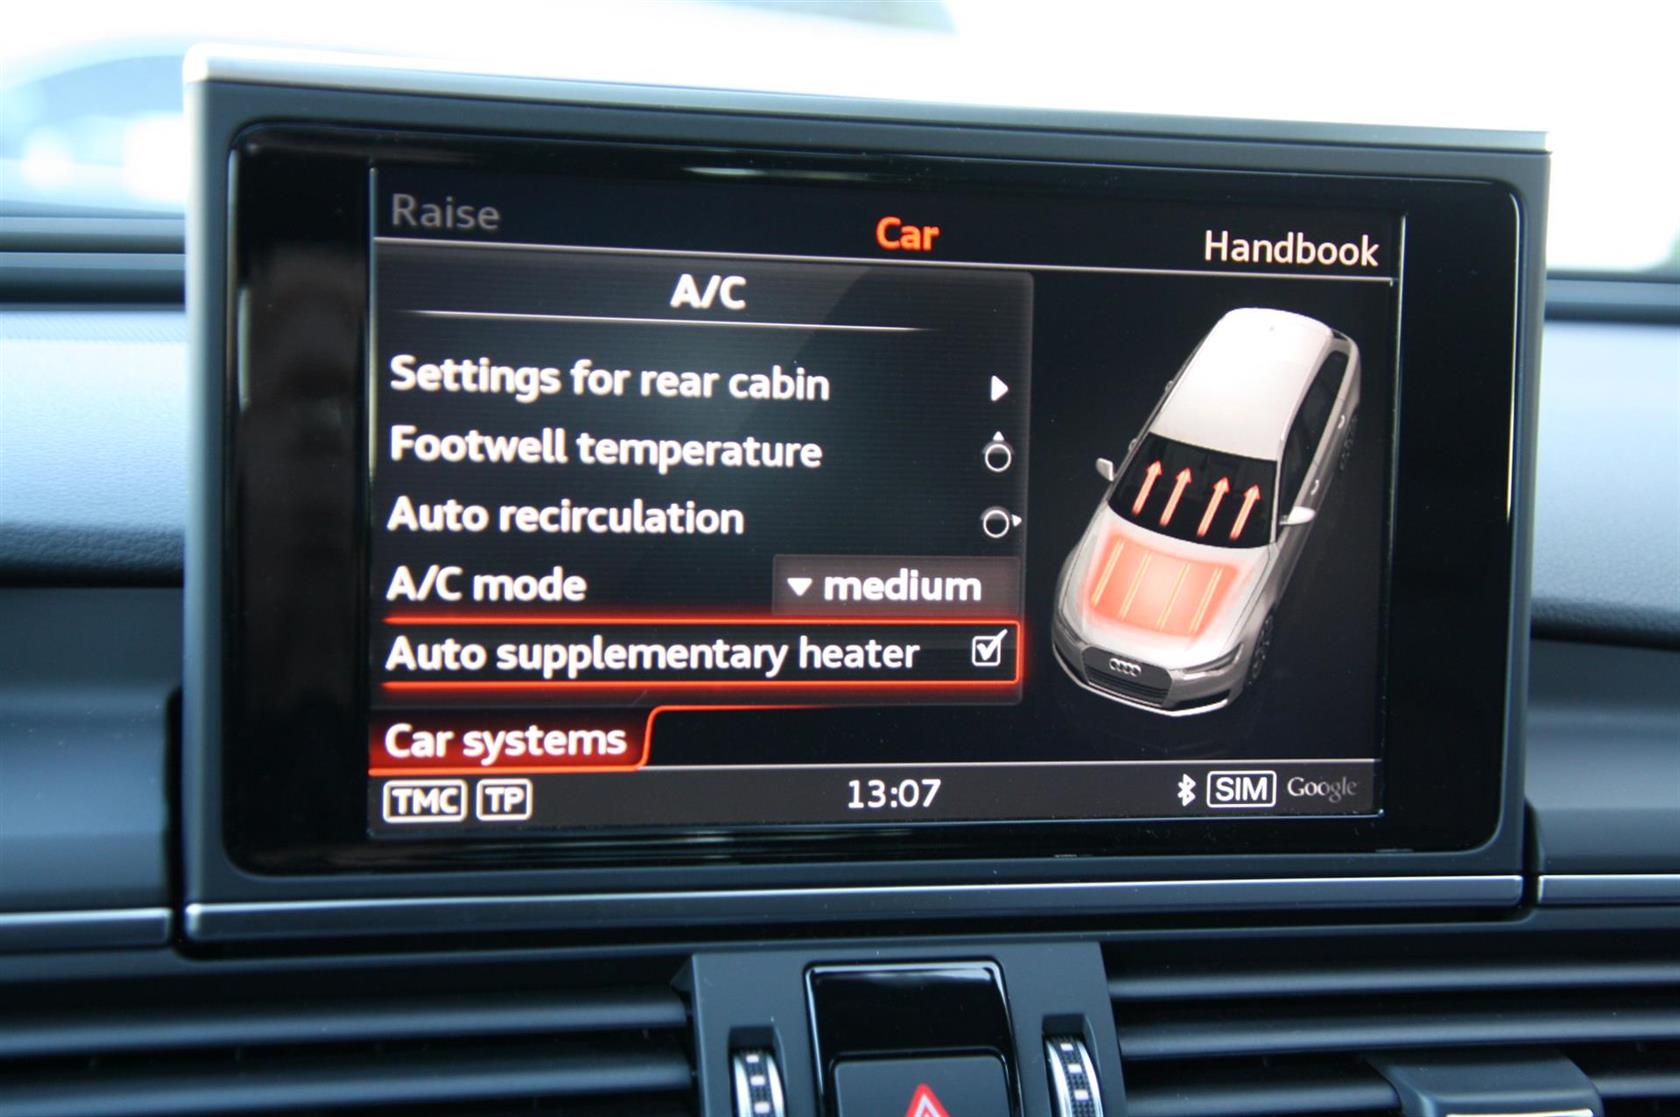 Raise Car Handbook
A/C
Settings for rear cabin
Footwell temperature
Auto recirculation
A/C mode medium
Auto supplementary heater
Car systems
TMC TP 13:07 SIM Google